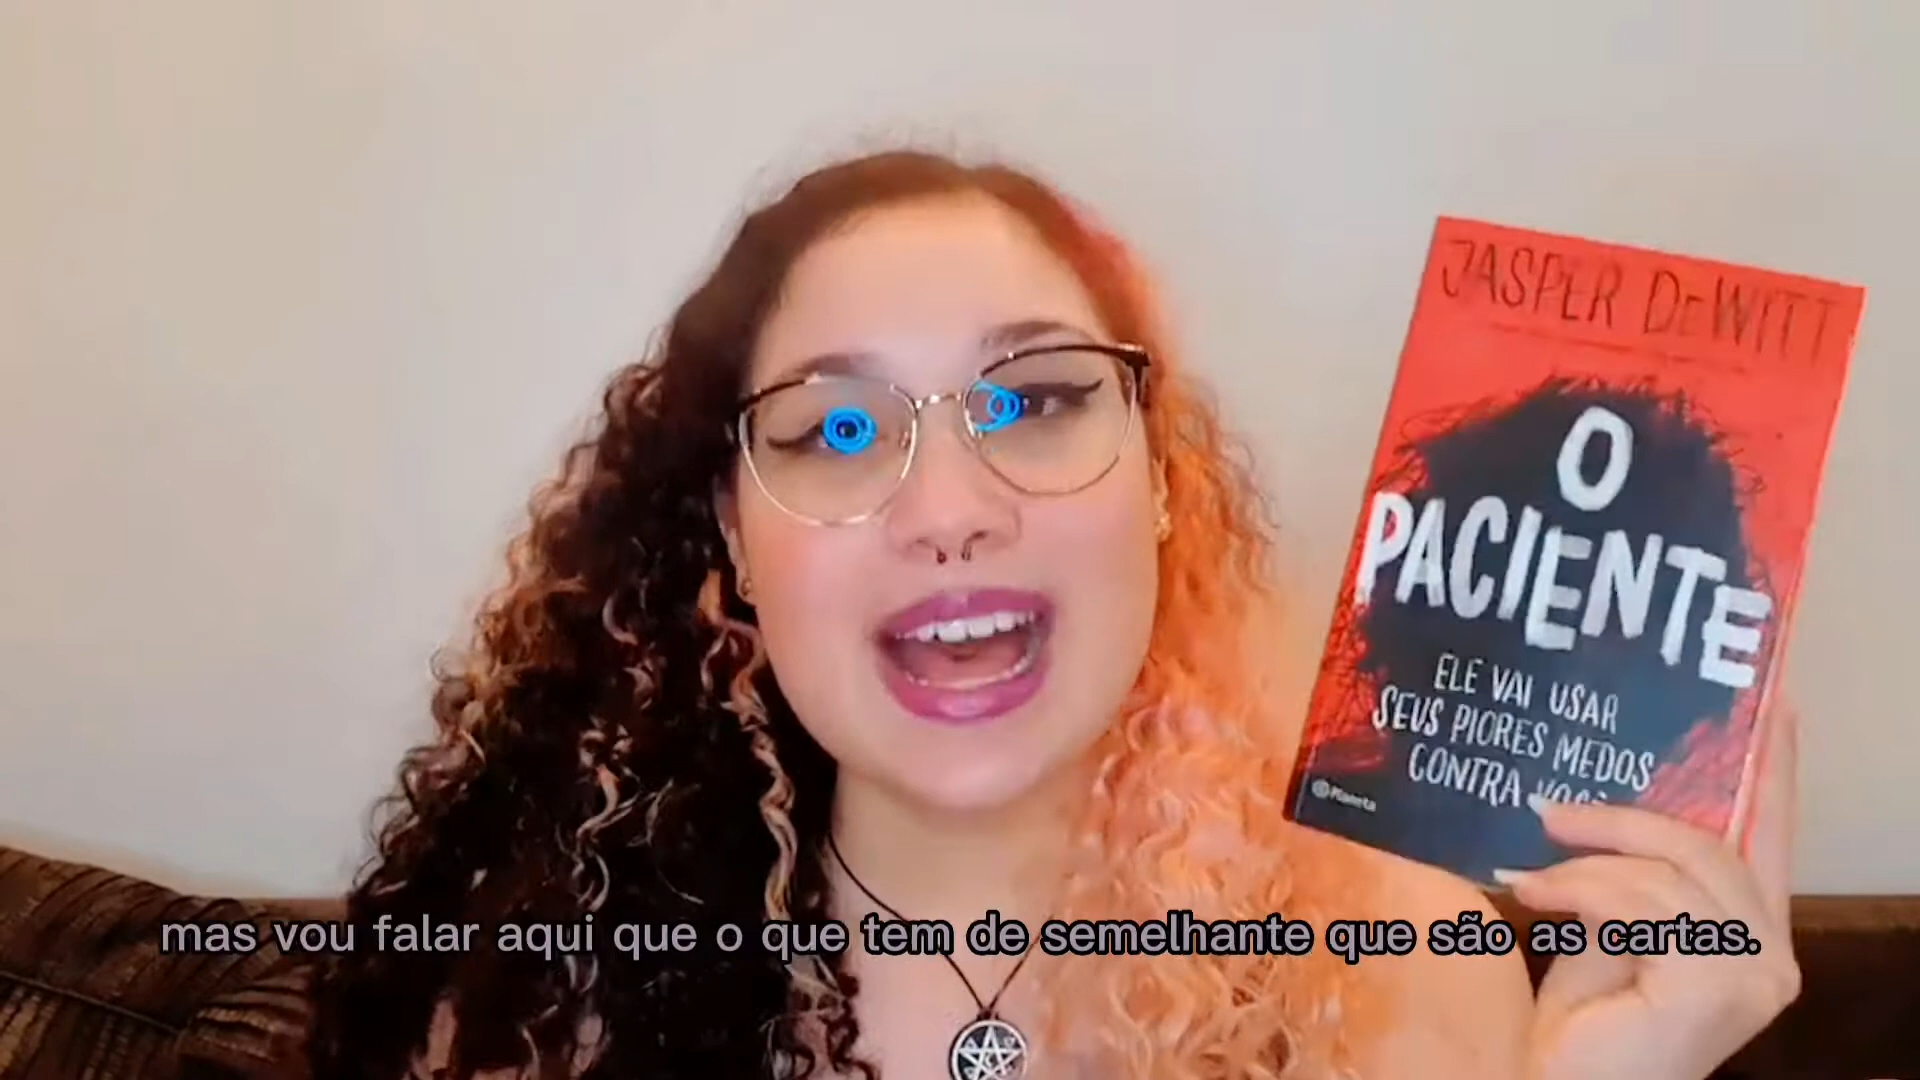 JASPER DEWITT
O
PACIENTE
ELE VAI USAR
SEUS PIORES MEDOS
CONTRA VOCÊ
Planeta
mas vou falar aqui que o que tem de semelhante que são as cartas.